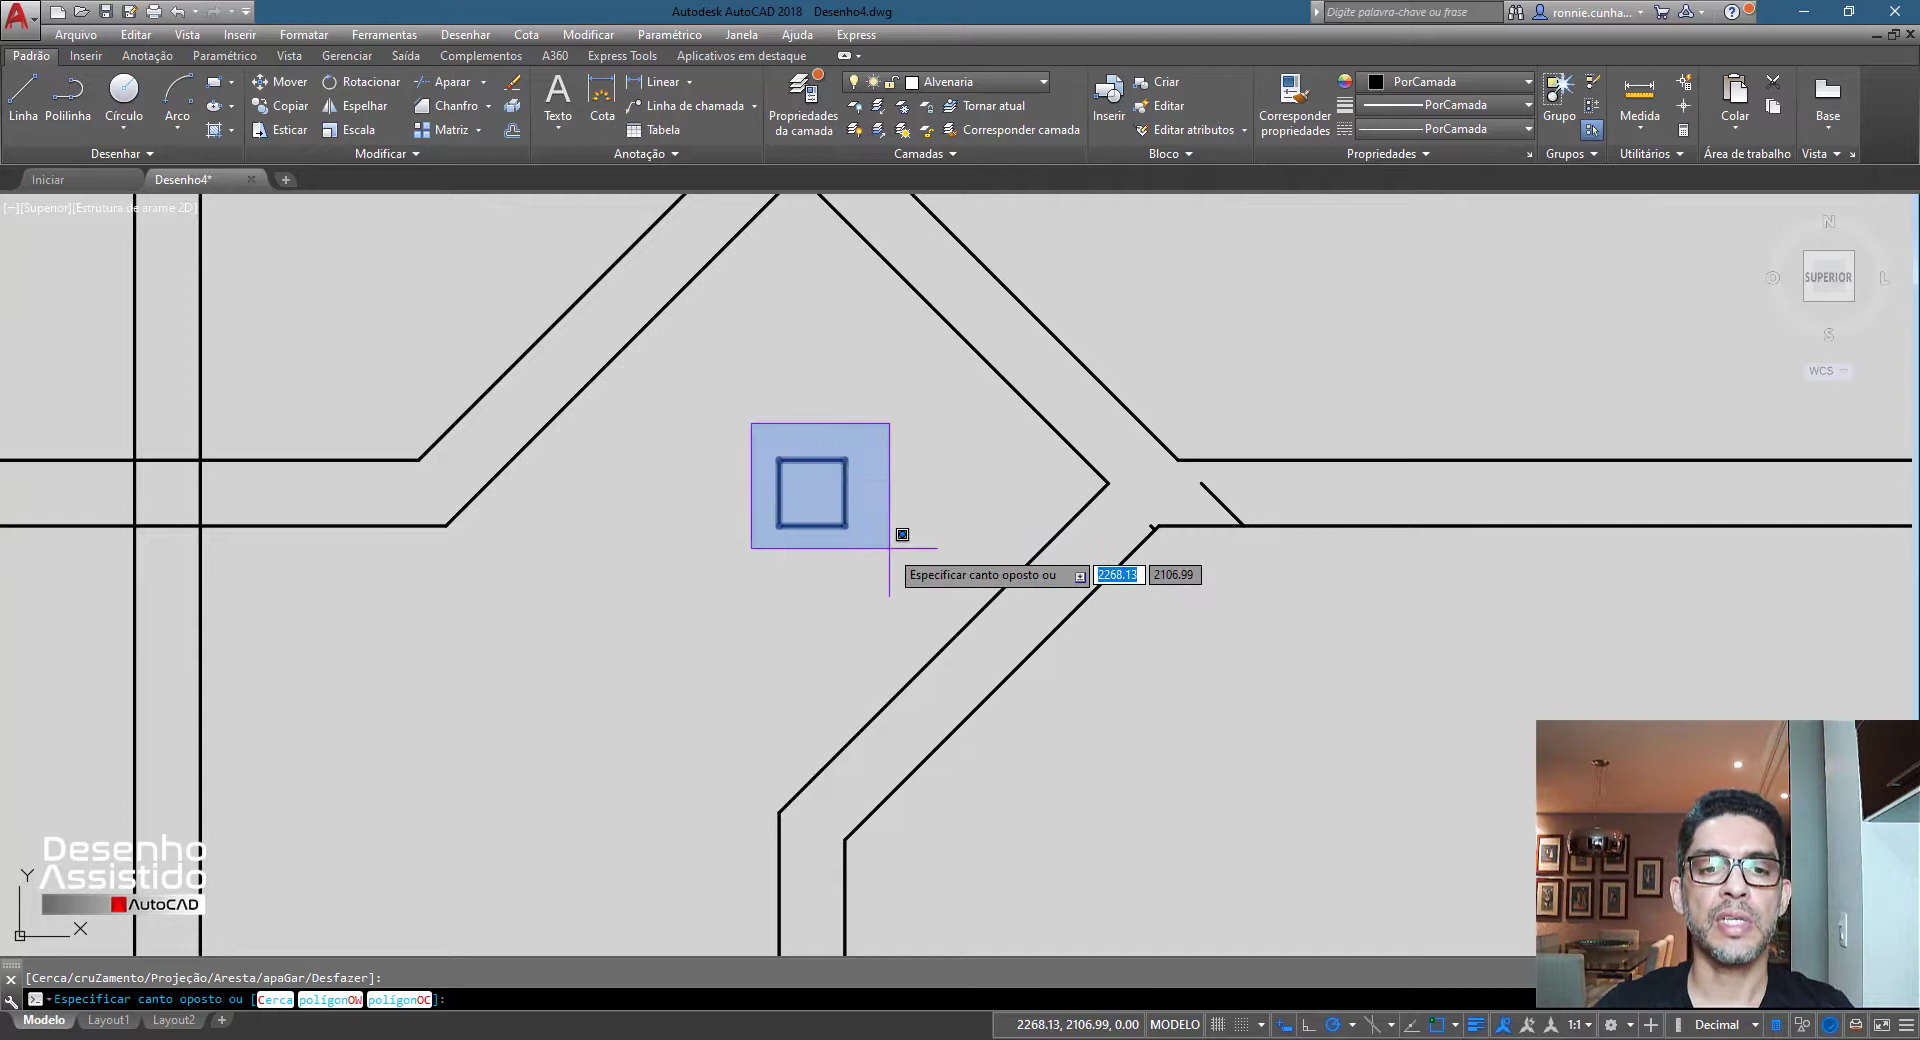 Autodesk AutoCAD 2018 Desenho4.dwg
Digite palavra-chave ou frase
ronnie.cunha...
Arquivo Editar Vista Inserir Formatar Ferramentas Desenhar Cota Modificar Paramétrico Janela Ajuda Express
Padrão Inserir Anotação Paramétrico Vista Gerenciar Saída Complementos A360 Express Tools Aplicativos em destaque
Linha Polilinha Círculo Arco
Desenhar
Mover Rotacionar Aparar
Copiar Espelhar Chanfro
Esticar Escala Matriz
Modificar
Texto Cota
Linear
Linha de chamada
Tabela
Anotação
Propriedades
da camada
Alvenaria
Tornar atual
Corresponder camada
Camadas
Inserir
Criar
Editar
Editar atributos
Bloco
Corresponder
propriedades
PorCamada
PorCamada
PorCamada
Propriedades
Grupo
Grupos
Medida
Utilitários
Colar
Área de trabalho
Base
Vista
Iniciar
Desenho4*
[−][Superior][Estrutura de arame 2D]
N
O SUPERIOR L
S
WCS
Especificar canto oposto ou 2268.13 2106.99
Desenho
Assistido
AutoCAD
Y
X
[Cerca/cruZamento/Projeção/Aresta/apaGar/Desfazer]:
Especificar canto oposto ou [Cerca polígonOW polígonOC]:
Modelo Layout1 Layout2 +
2268.13, 2106.99, 0.00 MODELO 1:1 Decimal